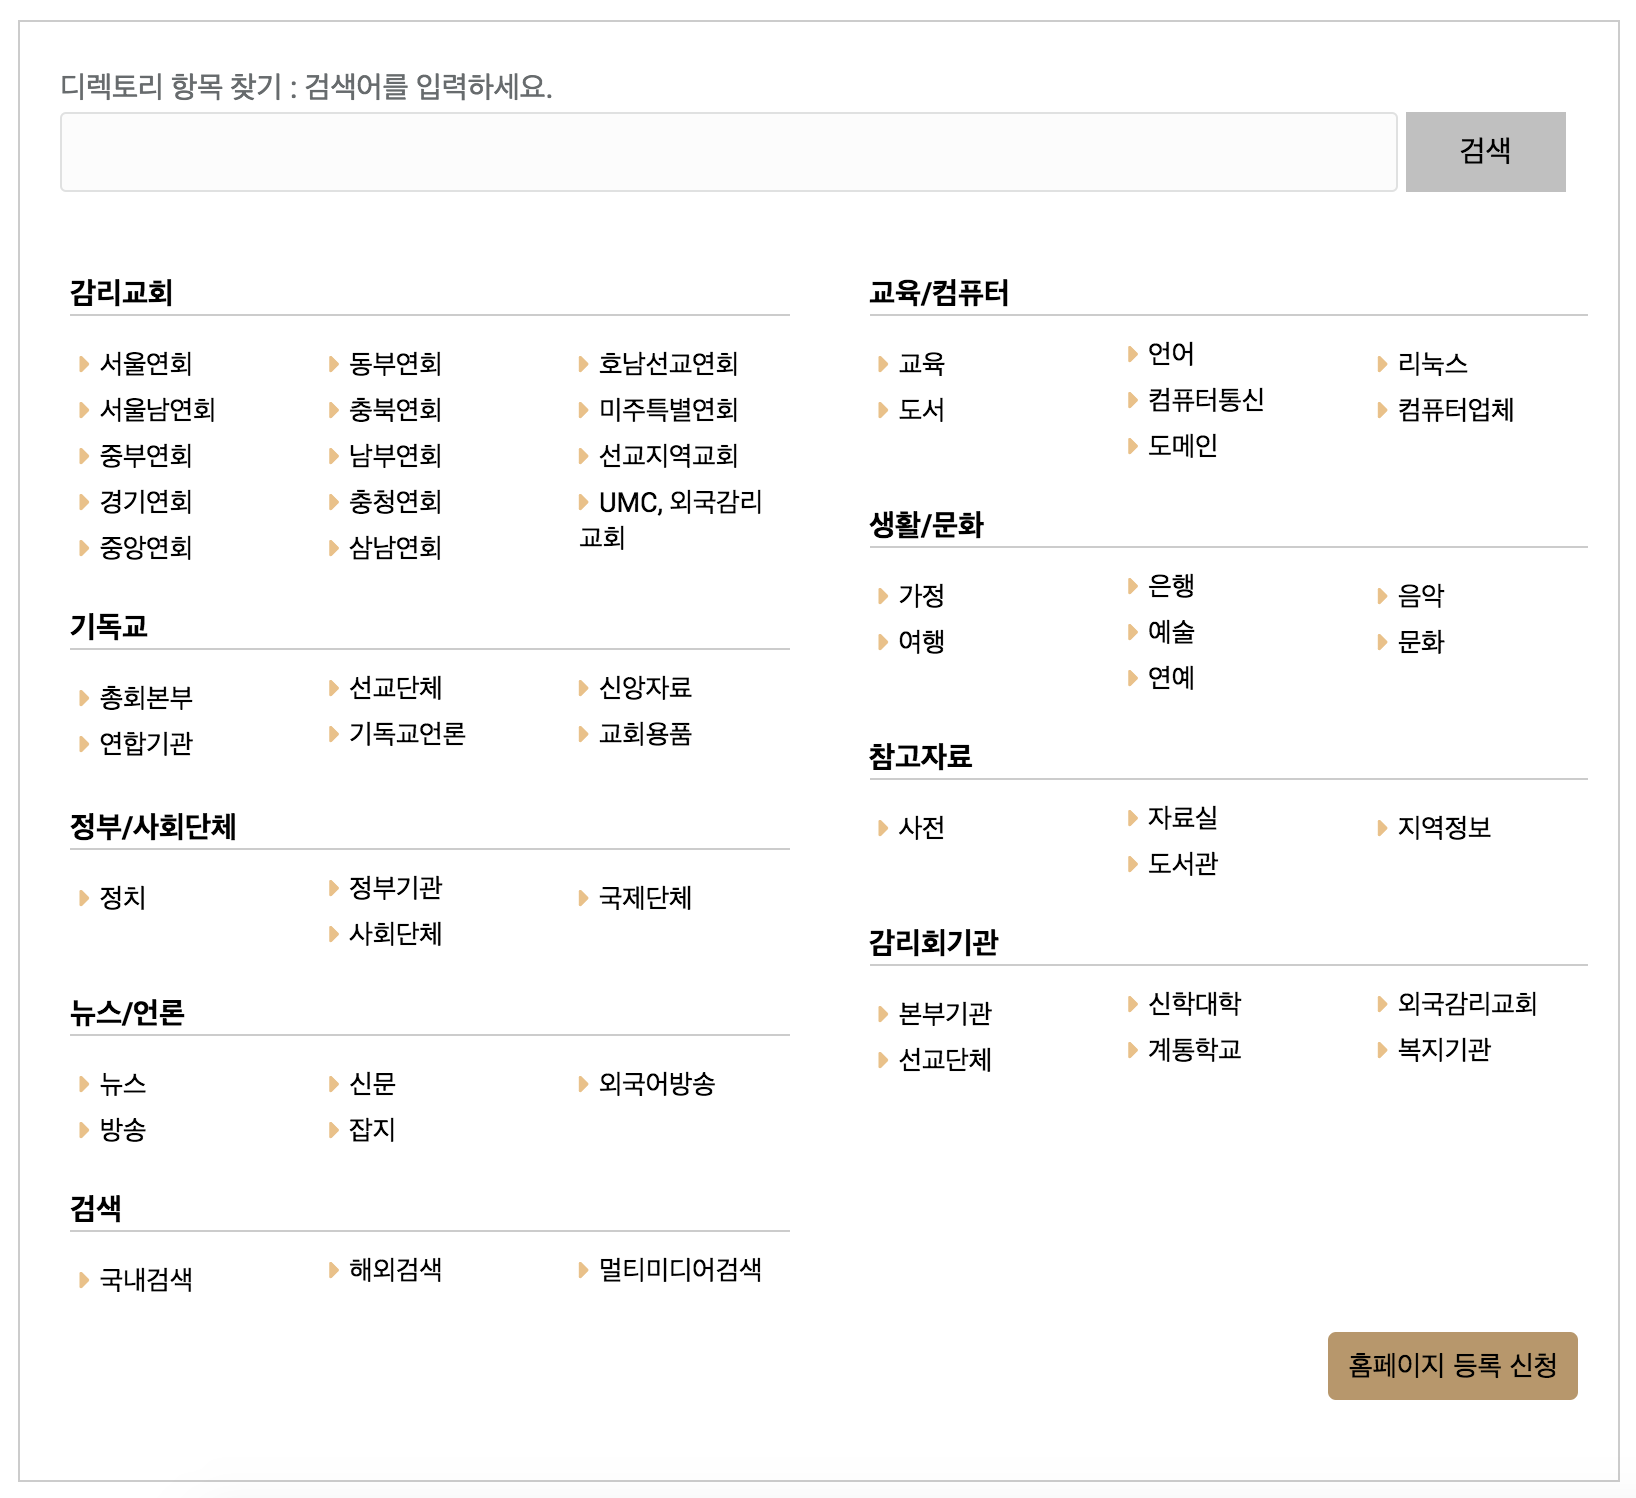 디렉토리 항목 찾기 : 검색어를 입력하세요.
검색
감리교회
서울연회
서울남연회
중부연회
경기연회
중앙연회
동부연회
충북연회
남부연회
충청연회
삼남연회
호남선교연회
미주특별연회
선교지역교회
UMC, 외국감리
교회
기독교
총회본부
연합기관
선교단체
기독교언론
신앙자료
교회용품
정부/사회단체
정치
정부기관
사회단체
국제단체
뉴스/언론
뉴스
방송
신문
잡지
외국어방송
검색
국내검색
해외검색
멀티미디어검색
교육/컴퓨터
교육
도서
언어
컴퓨터통신
도메인
리눅스
컴퓨터업체
생활/문화
가정
여행
은행
예술
연예
음악
문화
참고자료
사전
자료실
도서관
지역정보
감리회기관
본부기관
선교단체
신학대학
계통학교
외국감리교회
복지기관
홈페이지 등록 신청